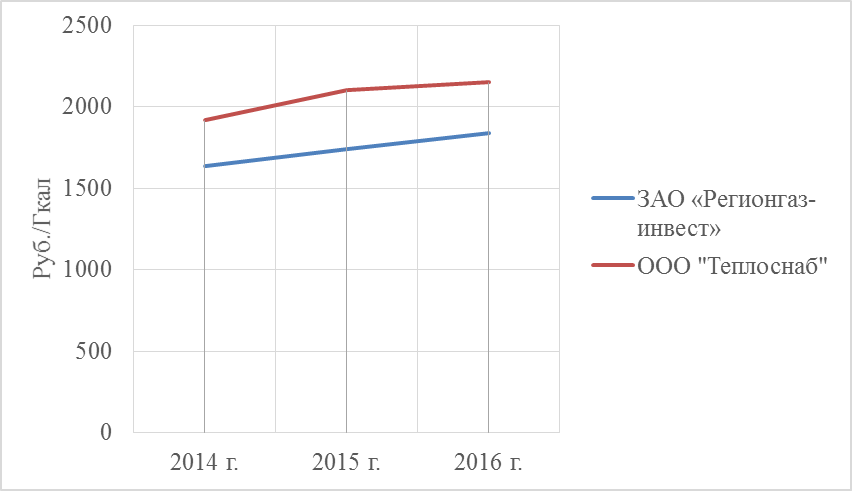 2500
2000
1500
1000
500
0
Руб./Гкал
2014 г.
2015 г.
2016 г.
ЗАО «Регионгаз-
инвест»
ООО "Теплоснаб"